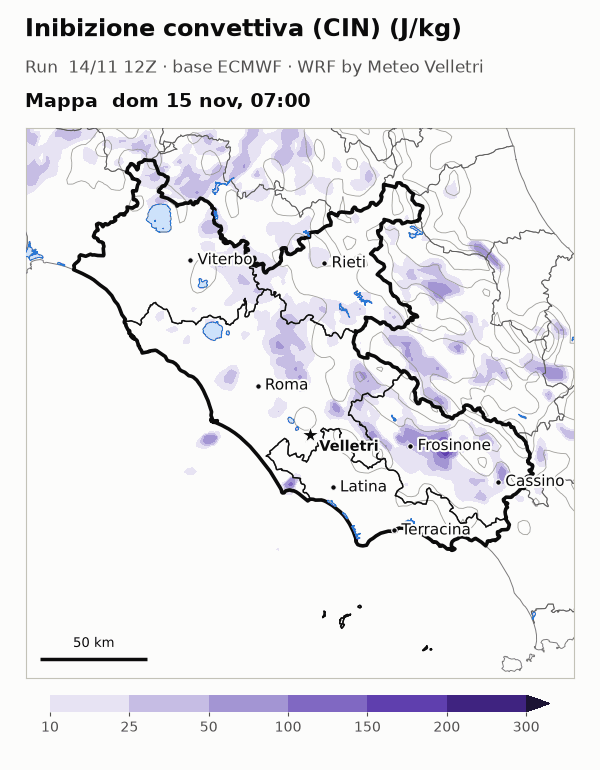 Inibizione convettiva (CIN) (J/kg)
Run  14/11 12Z · base ECMWF · WRF by Meteo Velletri
Mappa  dom 15 nov, 07:00
Viterbo
Rieti
Roma
Velletri
Frosinone
Latina
Cassino
Terracina
50 km
10 25 50 100 150 200 300